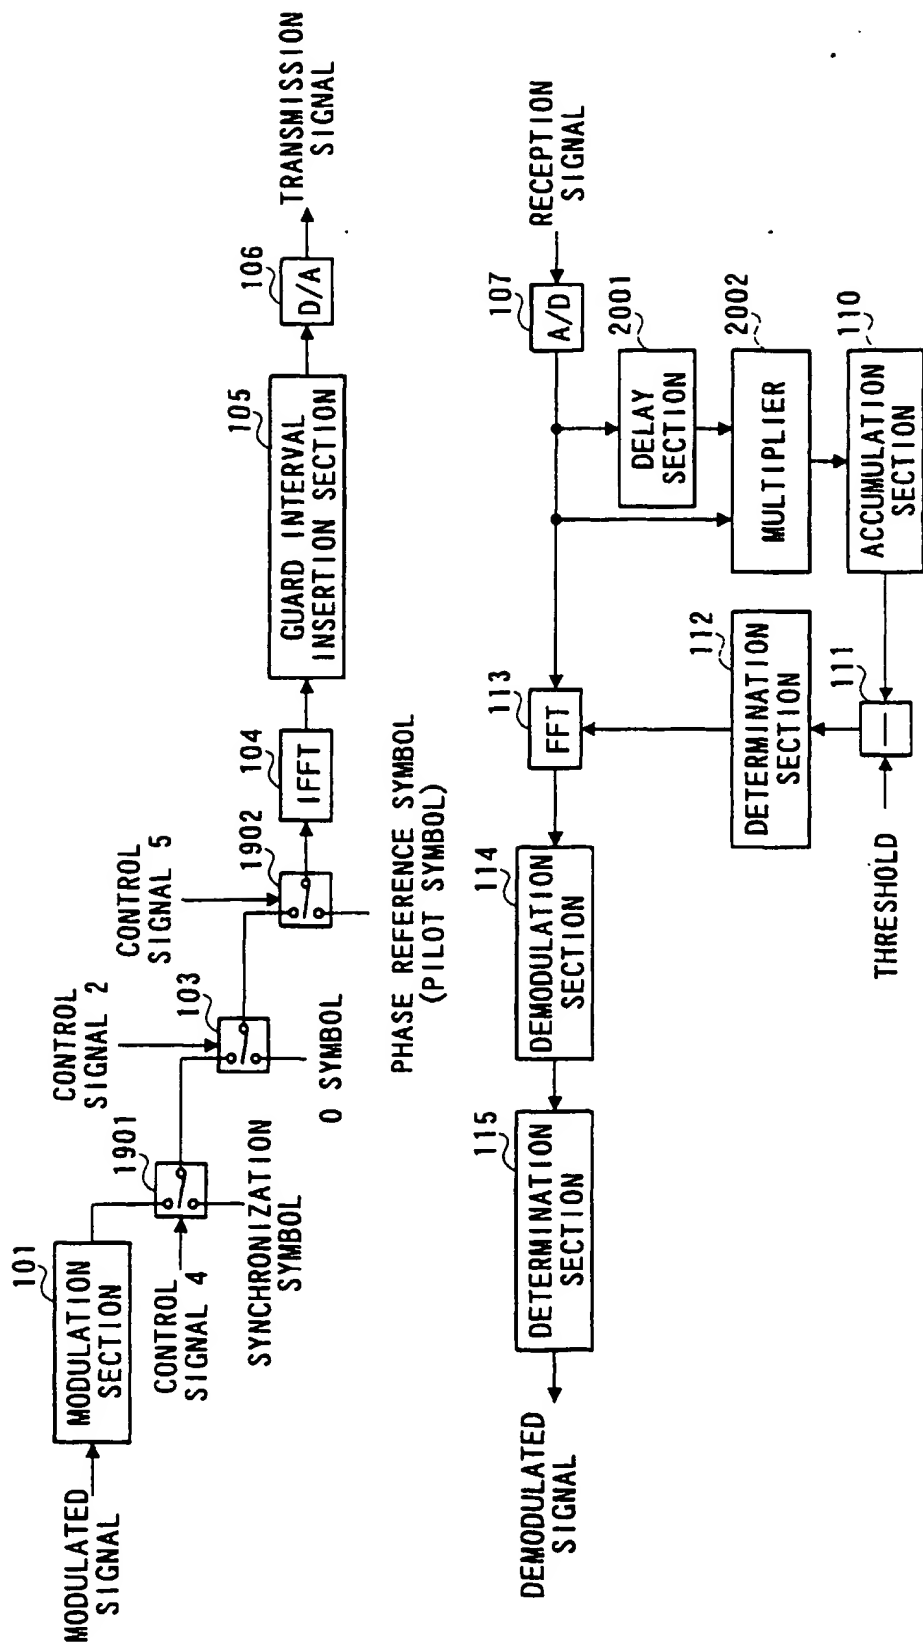 MODULATED
SIGNAL
101
MODULATION
SECTION
CONTROL
SIGNAL 4
1901
SYNCHRONIZATION
SYMBOL
CONTROL
SIGNAL 2
103
0 SYMBOL
CONTROL
SIGNAL 5
1902
PHASE REFERENCE SYMBOL
(PILOT SYMBOL)
104
IFFT
105
GUARD INTERVAL
INSERTION SECTION
106
D/A
TRANSMISSION
SIGNAL
RECEPTION
SIGNAL
107
A/D
2001
DELAY
SECTION
2002
MULTIPLIER
110
ACCUMULATION
SECTION
111
—
THRESHOLD
112
DETERMINATION
SECTION
113
FFT
114
DEMODULATION
SECTION
115
DETERMINATION
SECTION
DEMODULATED
SIGNAL